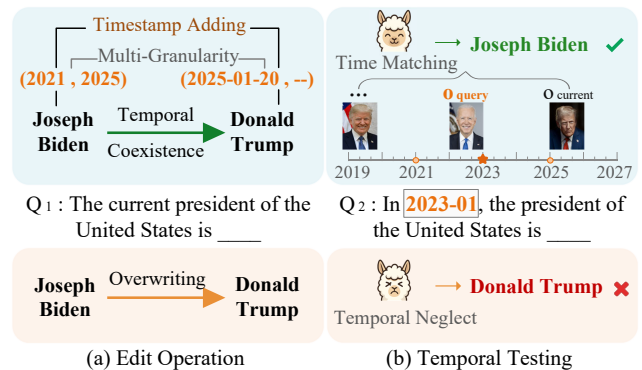 Timestamp Adding
Multi-Granularity
(2021 , 2025) (2025-01-20 , --)
Joseph Biden
Temporal Coexistence
Donald Trump
Q 1 : The current president of the
United States is ____
Joseph Biden
Overwriting
Donald Trump
(a) Edit Operation
Joseph Biden ✓
Time Matching
...
O query
O current
2019 2021 2023 2025 2027
Q 2 : In 2023-01, the president of
the United States is ____
Donald Trump ✖
Temporal Neglect
(b) Temporal Testing